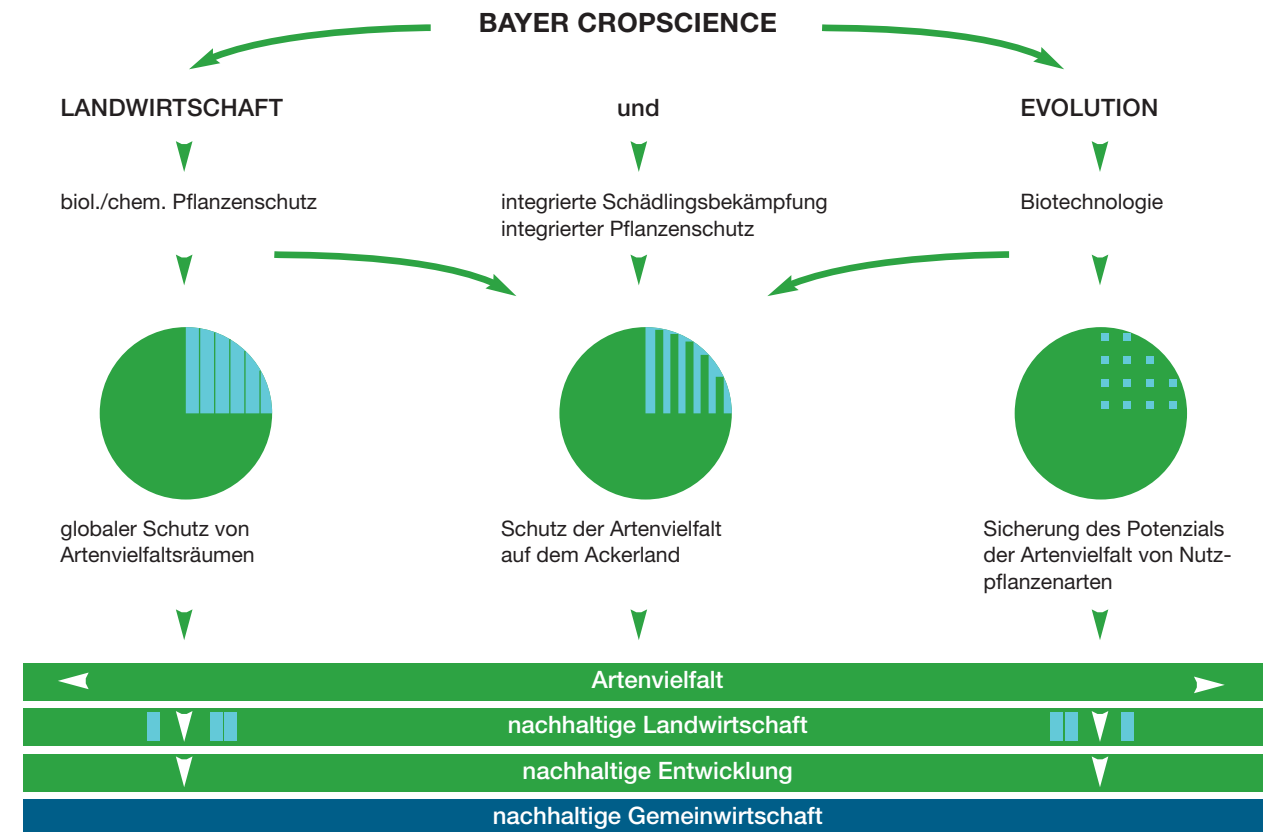 BAYER CROPSCIENCE
LANDWIRTSCHAFT
und
EVOLUTION
biol./chem. Pflanzenschutz
integrierte Schädlingsbekämpfung
integrierter Pflanzenschutz
Biotechnologie
globaler Schutz von
Artenvielfaltsräumen
Schutz der Artenvielfalt
auf dem Ackerland
Sicherung des Potenzials
der Artenvielfalt von Nutz-
pflanzenarten
Artenvielfalt
nachhaltige Landwirtschaft
nachhaltige Entwicklung
nachhaltige Gemeinwirtschaft